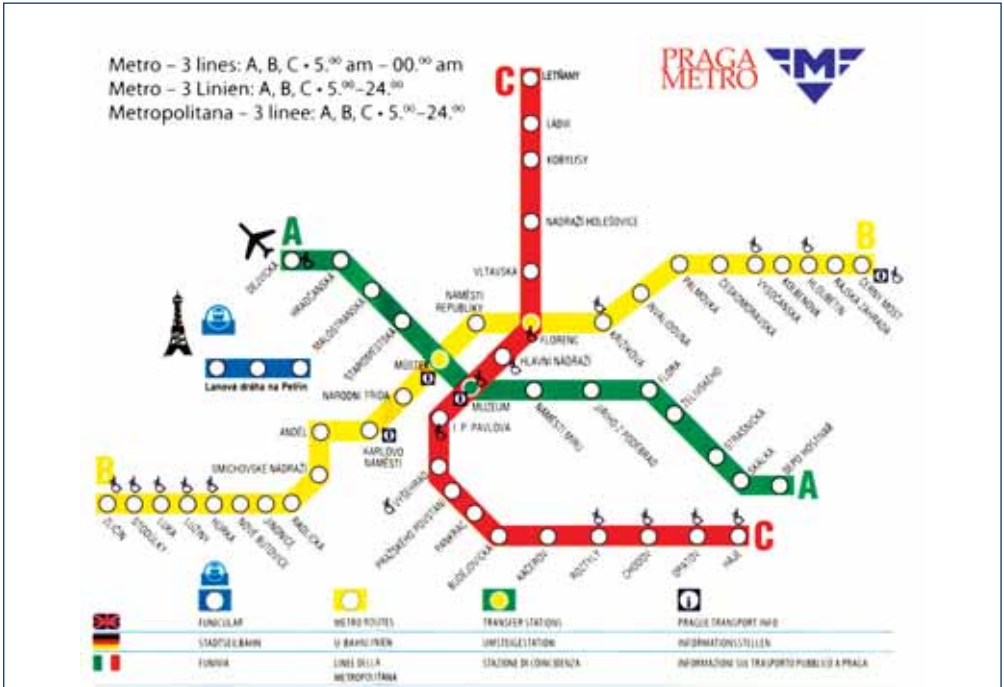 Metro – 3 lines: A, B, C • 5.⁰⁰ am – 00.⁰⁰ am
Metro – 3 Linien: A, B, C • 5.⁰⁰–24.⁰⁰
Metropolitana – 3 linee: A, B, C • 5.⁰⁰–24.⁰⁰
PRAGA
METRO
M
C
LETŇANY
LÁDVÍ
KOBYLISY
NÁDRAŽÍ HOLEŠOVICE
VLTAVSKÁ
A
DEJVICKÁ
HRADČANSKÁ
MALOSTRANSKÁ
STAROMĚSTSKÁ
MŮSTEK
NÁMĚSTÍ
REPUBLIKY
FLORENC
HLAVNÍ NÁDRAŽÍ
MUZEUM
I. P. PAVLOVA
B
KŘIŽÍKOVA
INVALIDOVNA
PALMOVKA
ČESKOMORAVSKÁ
VYSOČANSKÁ
KOLBENOVA
HLOUBĚTÍN
RAJSKÁ ZAHRADA
ČERNÝ MOST
Lanová dráha na Petřín
NÁRODNÍ TŘÍDA
KARLOVO
NÁMĚSTÍ
ANDĚL
SMICHOVSKÉ NÁDRAŽÍ
B
ZLIČÍN
STODŮLKY
LUKA
LUŽINY
HŮRKA
NOVÉ BUTOVICE
JINONICE
RADLICKÁ
NÁMĚSTÍ MÍRU
JIŘÍHO Z PODĚBRAD
FLORA
ŽELIVSKÉHO
STRAŠNICKÁ
SKALKA
DEPO HOSTIVAŘ
A
VYŠEHRAD
PRAŽSKÉHO POVSTÁNÍ
PANKRÁC
BUDĚJOVICKÁ
KAČEROV
ROZTYLY
CHODOV
OPATOV
HÁJE
C
FUNICULAR
METRO ROUTES
TRANSFER STATIONS
PRAGUE TRANSPORT INFO
STADTSEILBAHN
U BAHNLINIEN
UMSTEIGESTATION
INFORMATIONSSTELLEN
FUNIVIA
LINEE DELLA
METROPOLITANA
STAZIONE DI COINCIDENZA
INFORMAZIONI SUL TRASPORTO PUBBLICO A PRAGA